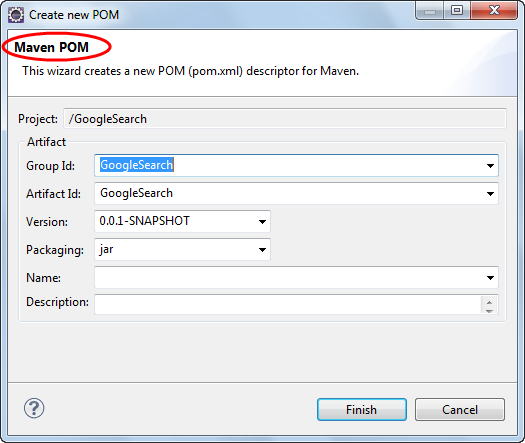 Create new POM
Maven POM
This wizard creates a new POM (pom.xml) descriptor for Maven.
Project: /GoogleSearch
Artifact
Group Id: GoogleSearch
Artifact Id: GoogleSearch
Version: 0.0.1-SNAPSHOT
Packaging: jar
Name:
Description:
? Finish Cancel